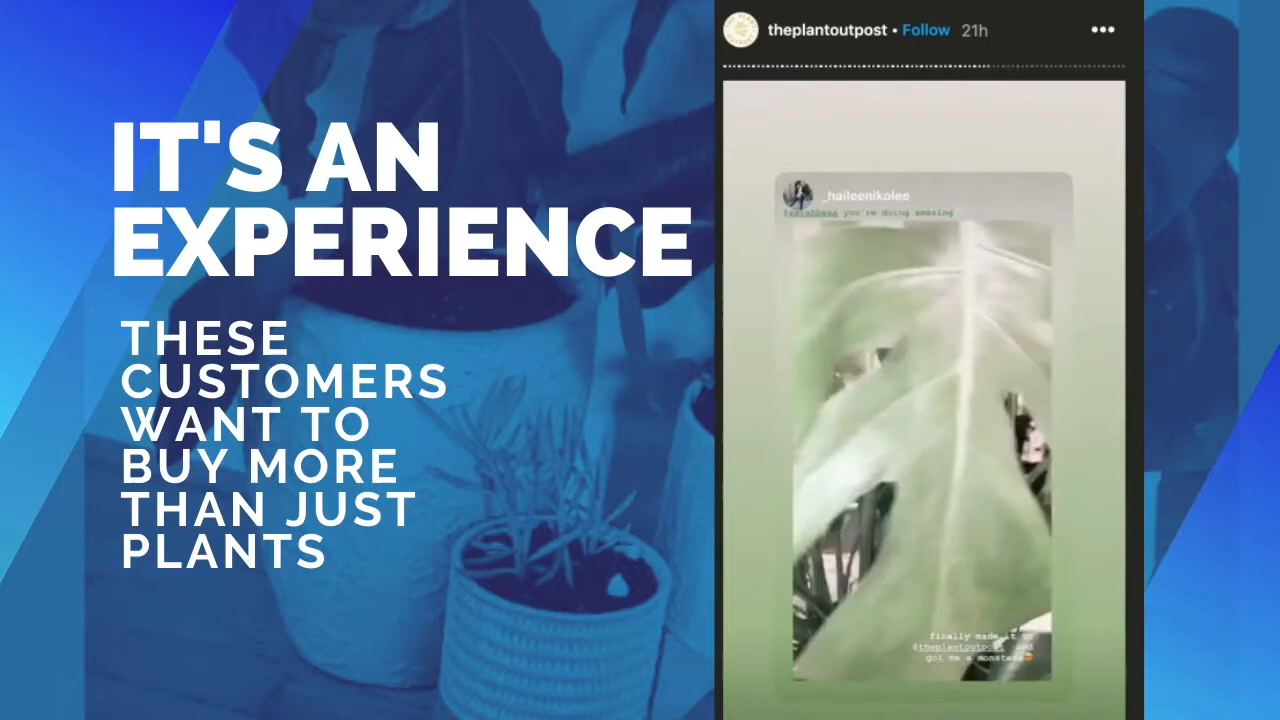 IT'S AN
EXPERIENCE
THESE
CUSTOMERS
WANT TO
BUY MORE
THAN JUST
PLANTS
theplantoutpost • Follow 21h
_haileenikolee
you're doing amazing
finally made it to
@theplantoutpost and
got me a monstera